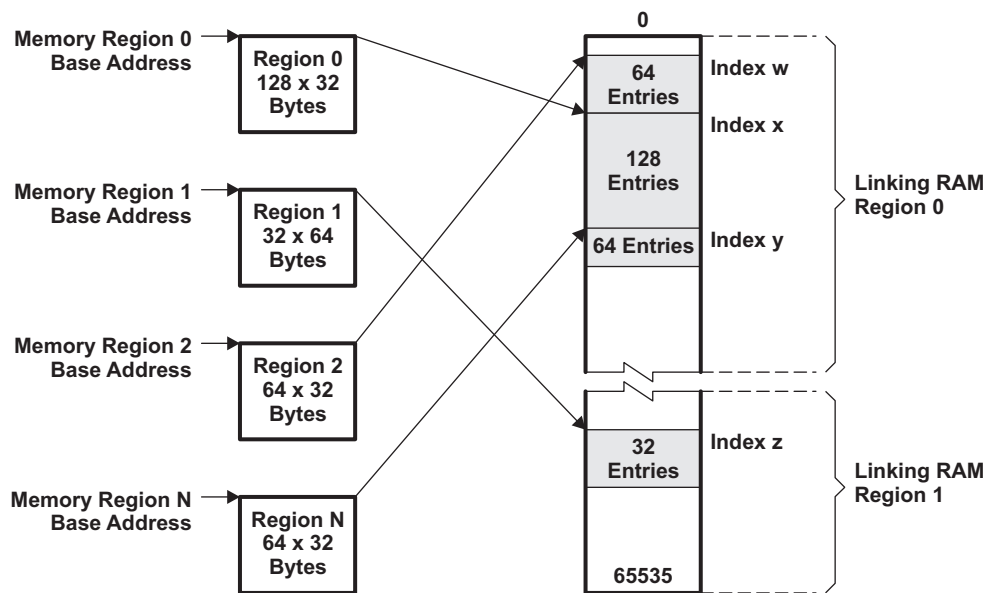 Memory Region 0
Base Address
Region 0
128 x 32
Bytes
Memory Region 1
Base Address
Region 1
32 x 64
Bytes
Memory Region 2
Base Address
Region 2
64 x 32
Bytes
Memory Region N
Base Address
Region N
64 x 32
Bytes
0
64
Entries
Index w
Index x
128
Entries
64 Entries
Index y
Linking RAM
Region 0
32
Entries
Index z
Linking RAM
Region 1
65535